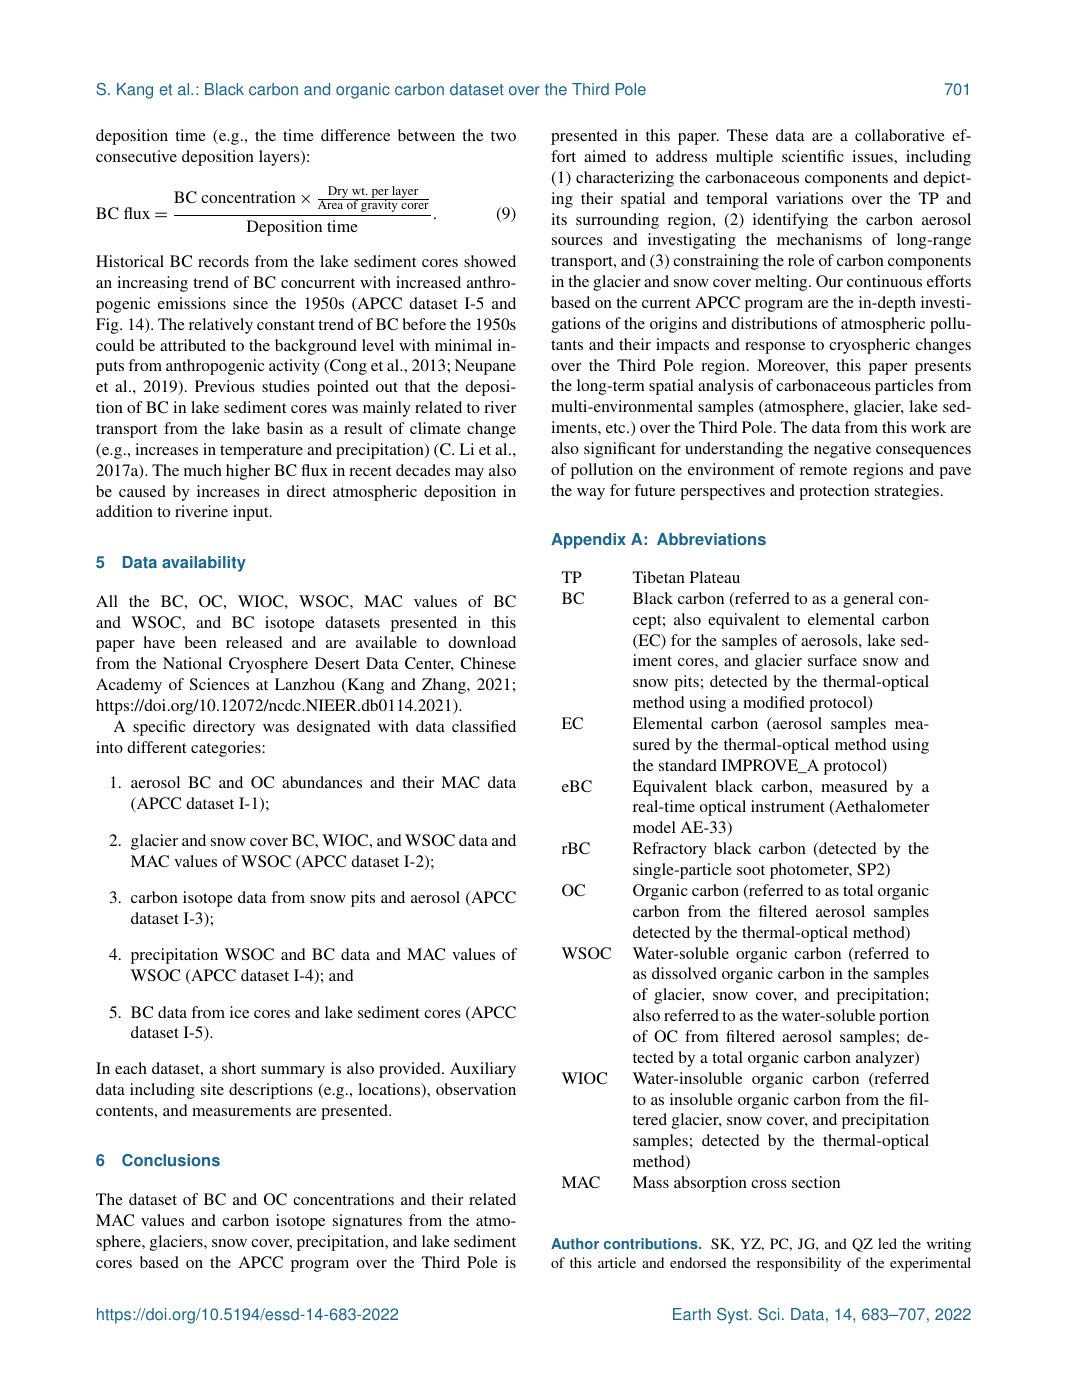 S. Kang et al.: Black carbon and organic carbon dataset over the Third Pole
701
deposition time (e.g., the time difference between the two
consecutive deposition layers):
BC flux = BC concentration × Dry wt. per layer / Area of gravity corer / Deposition time . (9)
Historical BC records from the lake sediment cores showed
an increasing trend of BC concurrent with increased anthro-
pogenic emissions since the 1950s (APCC dataset I-5 and
Fig. 14). The relatively constant trend of BC before the 1950s
could be attributed to the background level with minimal in-
puts from anthropogenic activity (Cong et al., 2013; Neupane
et al., 2019). Previous studies pointed out that the deposi-
tion of BC in lake sediment cores was mainly related to river
transport from the lake basin as a result of climate change
(e.g., increases in temperature and precipitation) (C. Li et al.,
2017a). The much higher BC flux in recent decades may also
be caused by increases in direct atmospheric deposition in
addition to riverine input.
5 Data availability
All the BC, OC, WIOC, WSOC, MAC values of BC
and WSOC, and BC isotope datasets presented in this
paper have been released and are available to download
from the National Cryosphere Desert Data Center, Chinese
Academy of Sciences at Lanzhou (Kang and Zhang, 2021;
https://doi.org/10.12072/ncdc.NIEER.db0114.2021).
A specific directory was designated with data classified
into different categories:
1. aerosol BC and OC abundances and their MAC data
(APCC dataset I-1);
2. glacier and snow cover BC, WIOC, and WSOC data and
MAC values of WSOC (APCC dataset I-2);
3. carbon isotope data from snow pits and aerosol (APCC
dataset I-3);
4. precipitation WSOC and BC data and MAC values of
WSOC (APCC dataset I-4); and
5. BC data from ice cores and lake sediment cores (APCC
dataset I-5).
In each dataset, a short summary is also provided. Auxiliary
data including site descriptions (e.g., locations), observation
contents, and measurements are presented.
6 Conclusions
The dataset of BC and OC concentrations and their related
MAC values and carbon isotope signatures from the atmo-
sphere, glaciers, snow cover, precipitation, and lake sediment
cores based on the APCC program over the Third Pole is
presented in this paper. These data are a collaborative ef-
fort aimed to address multiple scientific issues, including
(1) characterizing the carbonaceous components and depict-
ing their spatial and temporal variations over the TP and
its surrounding region, (2) identifying the carbon aerosol
sources and investigating the mechanisms of long-range
transport, and (3) constraining the role of carbon components
in the glacier and snow cover melting. Our continuous efforts
based on the current APCC program are the in-depth investi-
gations of the origins and distributions of atmospheric pollu-
tants and their impacts and response to cryospheric changes
over the Third Pole region. Moreover, this paper presents
the long-term spatial analysis of carbonaceous particles from
multi-environmental samples (atmosphere, glacier, lake sed-
iments, etc.) over the Third Pole. The data from this work are
also significant for understanding the negative consequences
of pollution on the environment of remote regions and pave
the way for future perspectives and protection strategies.
Appendix A: Abbreviations
TP Tibetan Plateau
BC Black carbon (referred to as a general con-
cept; also equivalent to elemental carbon
(EC) for the samples of aerosols, lake sed-
iment cores, and glacier surface snow and
snow pits; detected by the thermal-optical
method using a modified protocol)
EC Elemental carbon (aerosol samples mea-
sured by the thermal-optical method using
the standard IMPROVE_A protocol)
eBC Equivalent black carbon, measured by a
real-time optical instrument (Aethalometer
model AE-33)
rBC Refractory black carbon (detected by the
single-particle soot photometer, SP2)
OC Organic carbon (referred to as total organic
carbon from the filtered aerosol samples
detected by the thermal-optical method)
WSOC Water-soluble organic carbon (referred to
as dissolved organic carbon in the samples
of glacier, snow cover, and precipitation;
also referred to as the water-soluble portion
of OC from filtered aerosol samples; de-
tected by a total organic carbon analyzer)
WIOC Water-insoluble organic carbon (referred
to as insoluble organic carbon from the fil-
tered glacier, snow cover, and precipitation
samples; detected by the thermal-optical
method)
MAC Mass absorption cross section
Author contributions. SK, YZ, PC, JG, and QZ led the writing
of this article and endorsed the responsibility of the experimental
https://doi.org/10.5194/essd-14-683-2022
Earth Syst. Sci. Data, 14, 683–707, 2022